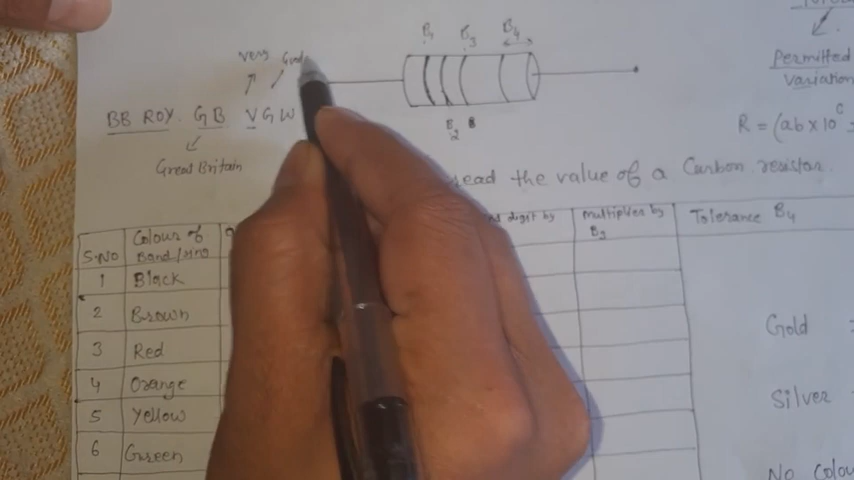 B1 B3 B4
Very Good
BB ROY. GB VGW
B2
Great Britain
Permitted
Variation
R = (ab x 10^c
read the value of a Carbon resistor.
S.No
Colour of
Band/ring
digit by
multiplier by
B3
Tolerance B4
1 Black
2 Brown
3 Red
4 Orange
5 Yellow
6 Green
Gold =
Silver =
No Colou